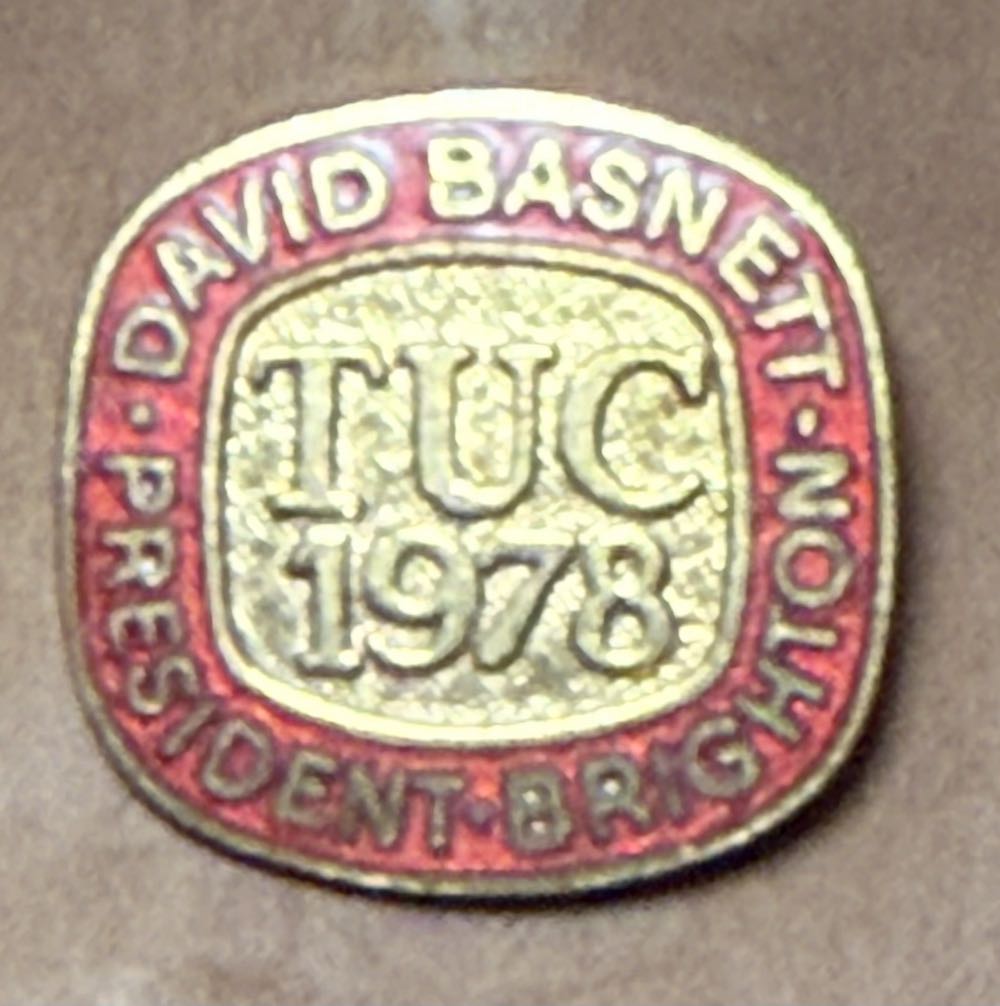 DAVID BASNETT
TUC
1978
·PRESIDENT·BRIGHTON·